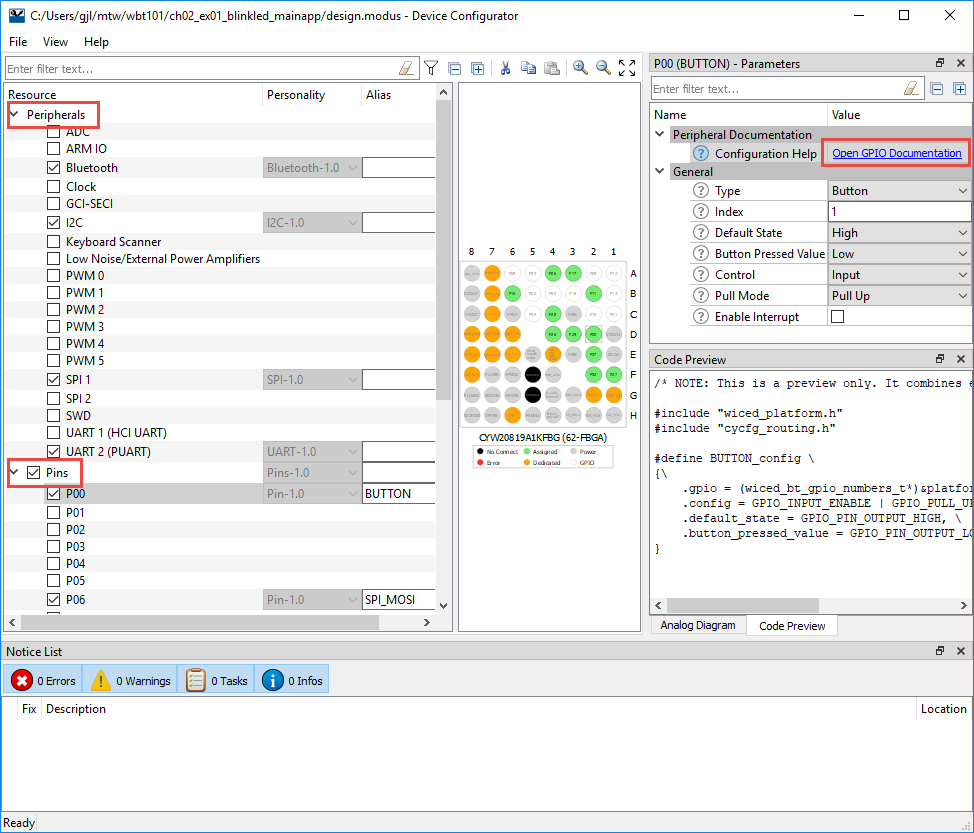 C:/Users/gjl/mtw/wbt101/ch02_ex01_blinkled_mainapp/design.modus - Device Configurator
File View Help
Enter filter text...
Resource Personality Alias
Peripherals
ADC
ARM IO
Bluetooth Bluetooth-1.0
Clock
GCI-SECI
I2C I2C-1.0
Keyboard Scanner
Low Noise/External Power Amplifiers
PWM 0
PWM 1
PWM 2
PWM 3
PWM 4
PWM 5
SPI 1 SPI-1.0
SPI 2
SWD
UART 1 (HCI UART)
UART 2 (PUART) UART-1.0
Pins Pins-1.0
P00 Pin-1.0 BUTTON
P01
P02
P03
P04
P05
P06 Pin-1.0 SPI_MOSI
8 7 6 5 4 3 2 1
A
B
C
D
E
F
G
H
CYW20819A1KFBG (62-FBGA)
No Connect Assigned Power
Error Dedicated GPIO
P00 (BUTTON) - Parameters
Enter filter text...
Name Value
Peripheral Documentation
Configuration Help Open GPIO Documentation
General
Type Button
Index 1
Default State High
Button Pressed Value Low
Control Input
Pull Mode Pull Up
Enable Interrupt
Code Preview
/* NOTE: This is a preview only. It combines
#include "wiced_platform.h"
#include "cycfg_routing.h"
#define BUTTON_config \
{\
.gpio = (wiced_bt_gpio_numbers_t*)&platfo
.config = GPIO_INPUT_ENABLE | GPIO_PULL_U
.default_state = GPIO_PIN_OUTPUT_HIGH, \
.button_pressed_value = GPIO_PIN_OUTPUT_LO
}
Analog Diagram Code Preview
Notice List
0 Errors 0 Warnings 0 Tasks 0 Infos
Fix Description Location
Ready